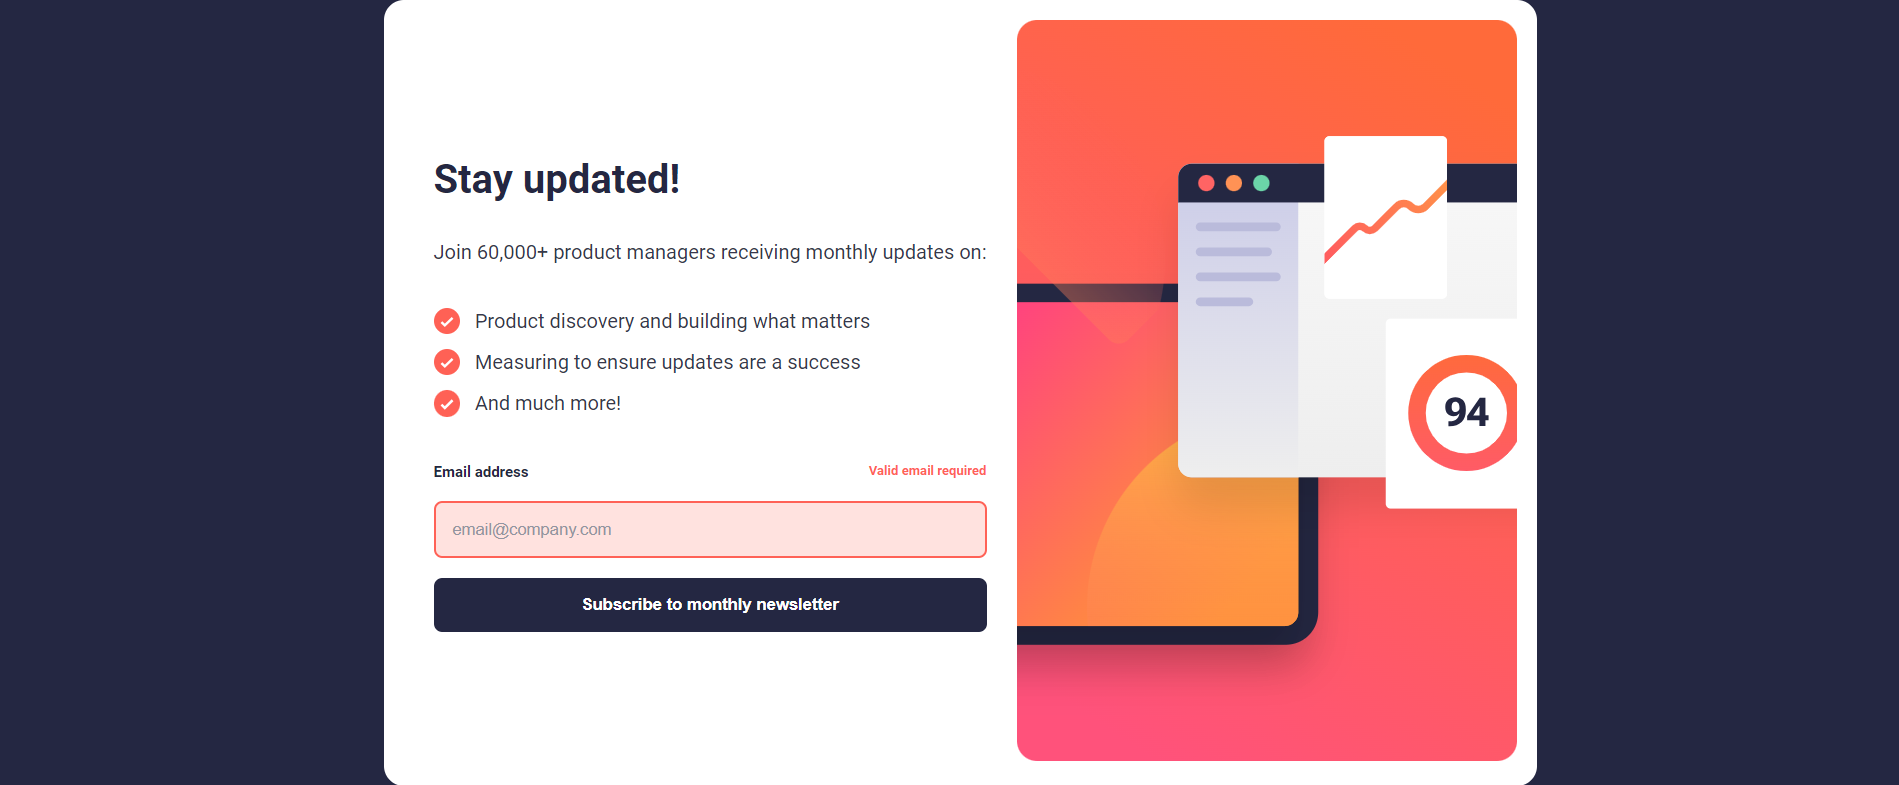 Stay updated!
Join 60,000+ product managers receiving monthly updates on:
Product discovery and building what matters
Measuring to ensure updates are a success
And much more!
Email address
Valid email required
email@company.com
Subscribe to monthly newsletter
94